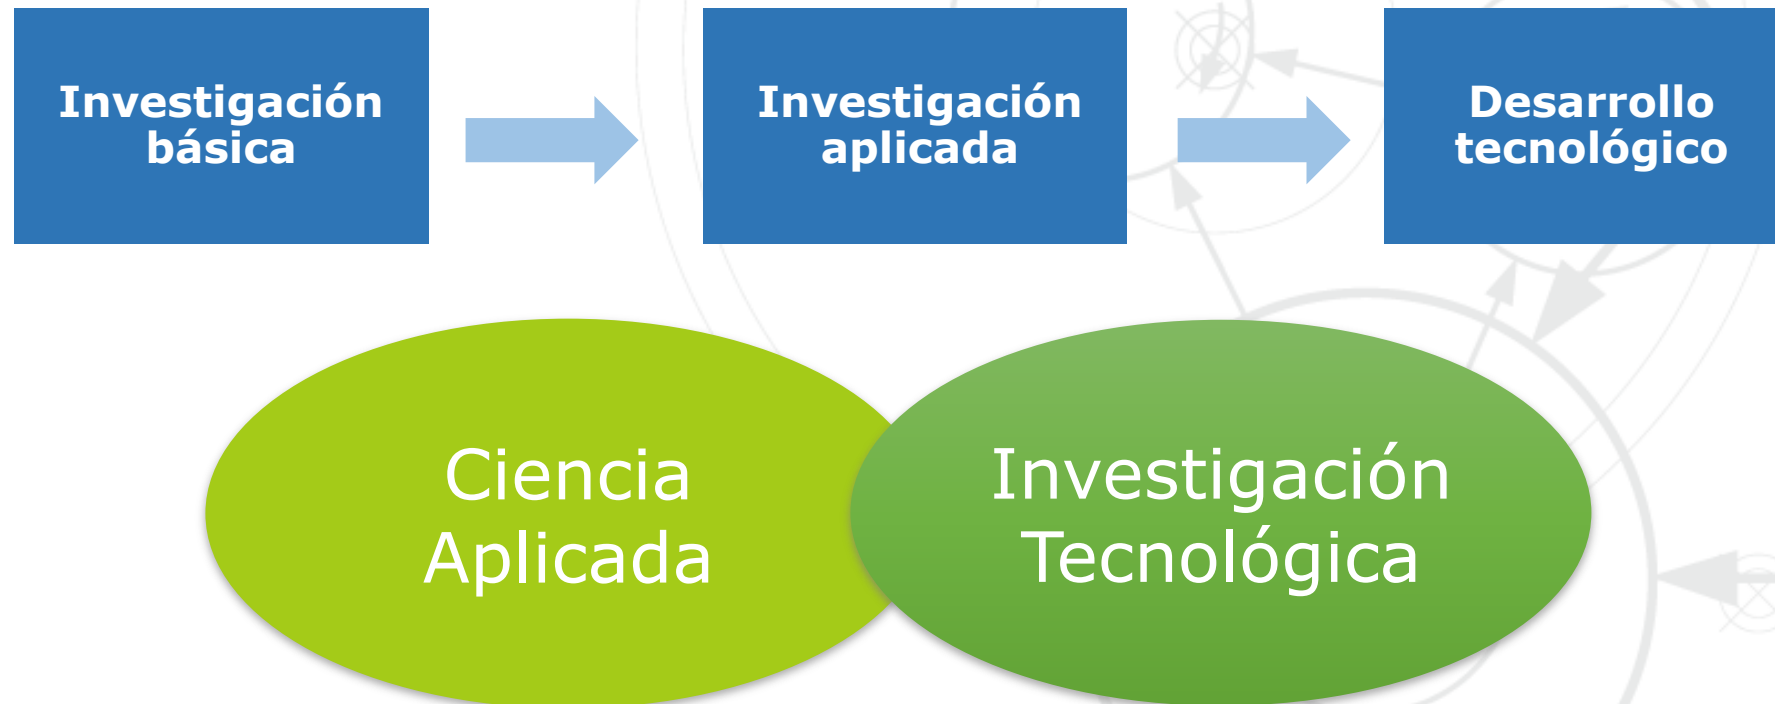 Investigación
básica
Investigación
aplicada
Desarrollo
tecnológico
Ciencia
Aplicada
Investigación
Tecnológica